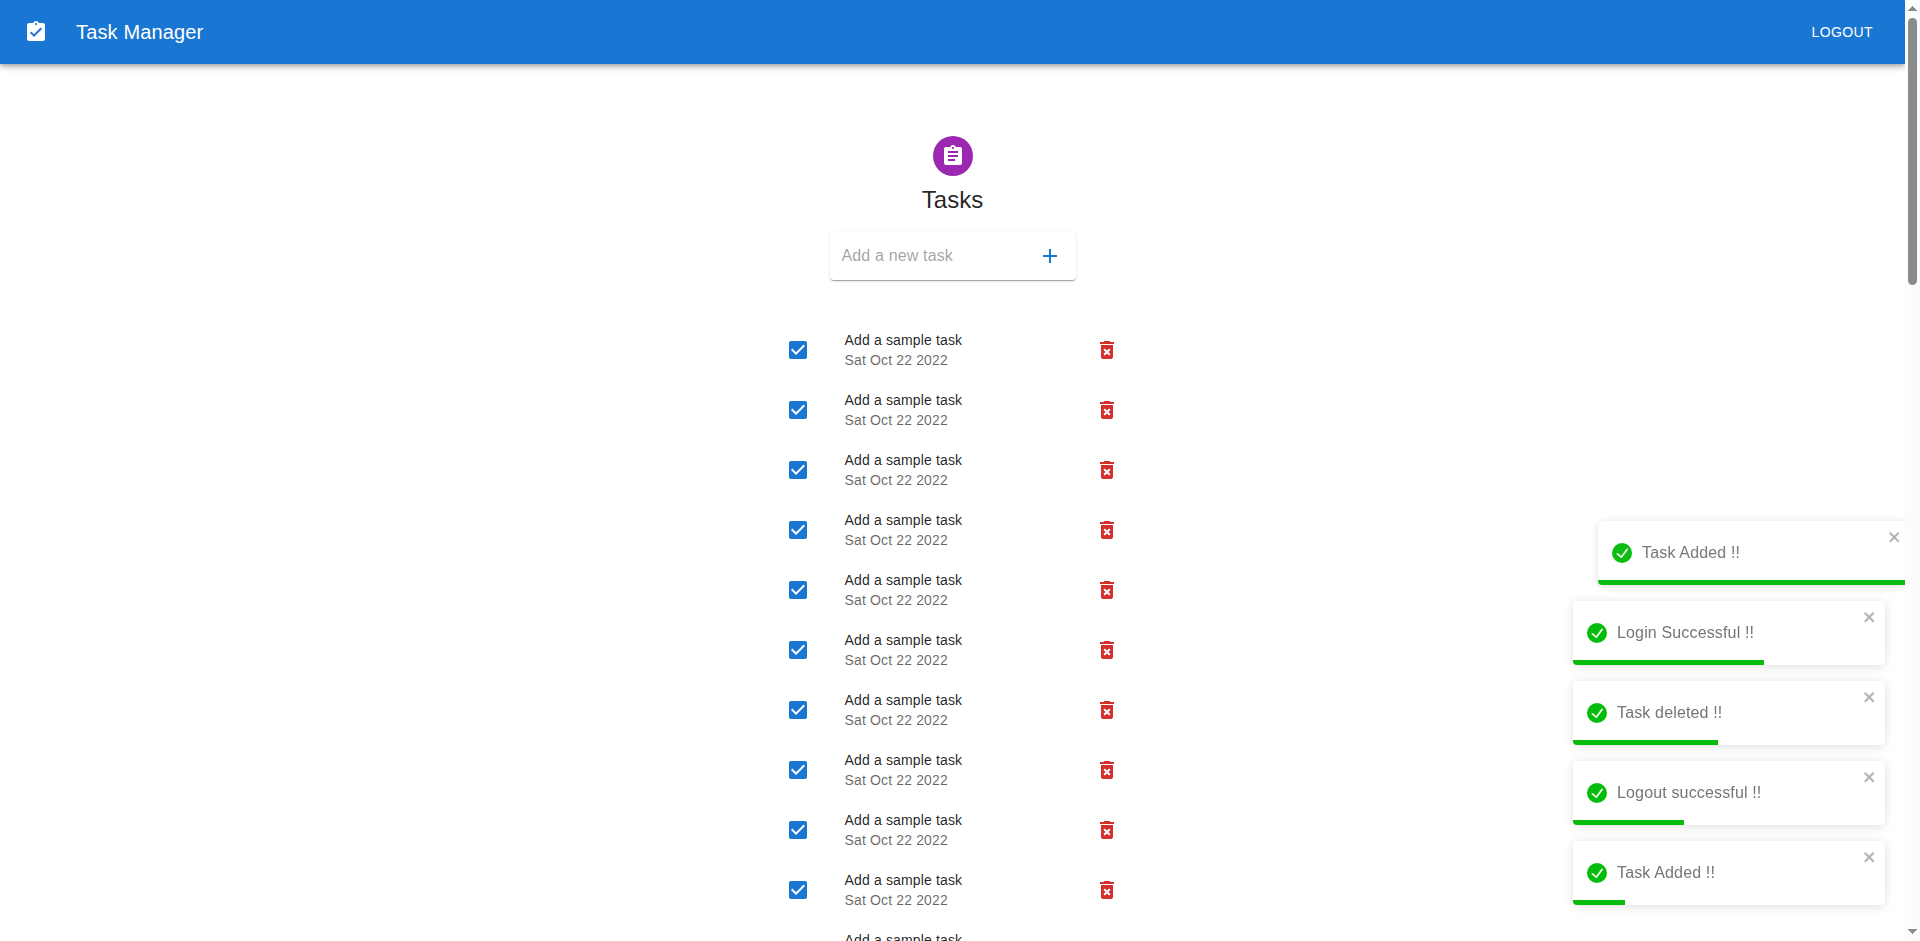 Task Manager
LOGOUT
Tasks
Add a new task
Add a sample task
Sat Oct 22 2022
Add a sample task
Sat Oct 22 2022
Add a sample task
Sat Oct 22 2022
Add a sample task
Sat Oct 22 2022
Add a sample task
Sat Oct 22 2022
Add a sample task
Sat Oct 22 2022
Add a sample task
Sat Oct 22 2022
Add a sample task
Sat Oct 22 2022
Add a sample task
Sat Oct 22 2022
Add a sample task
Sat Oct 22 2022
Add a sample task
Task Added !!
Login Successful !!
Task deleted !!
Logout successful !!
Task Added !!